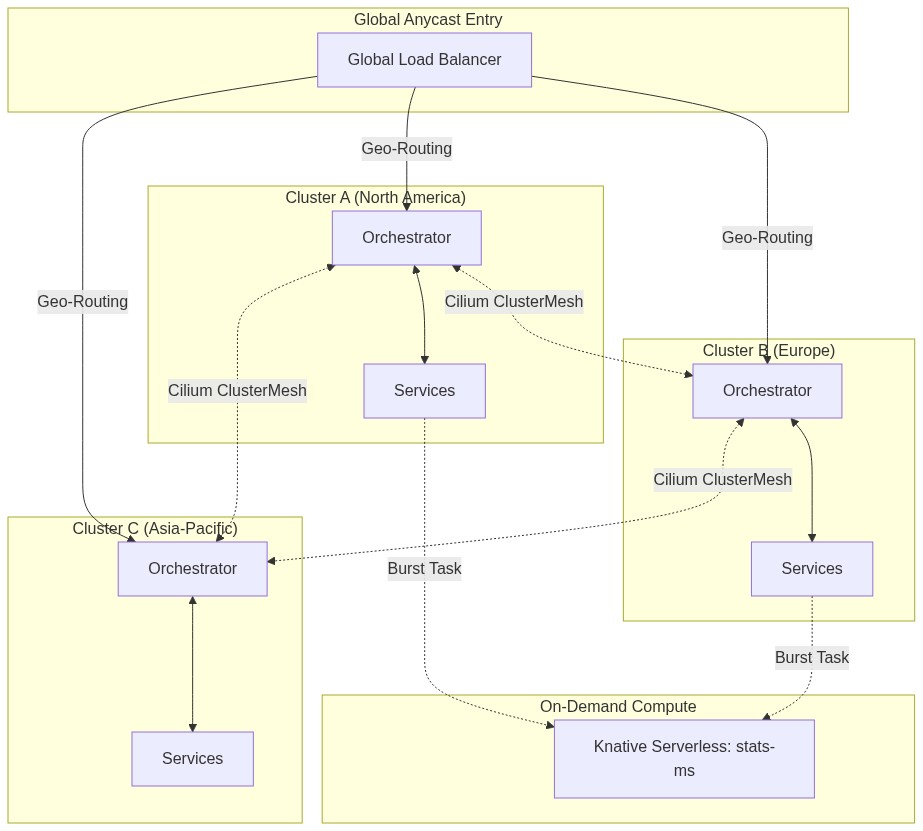 Global Anycast Entry
Global Load Balancer
Geo-Routing
Cluster A (North America)
Orchestrator
Geo-Routing
Geo-Routing
Cilium ClusterMesh
Cluster B (Europe)
Cilium ClusterMesh
Services
Orchestrator
Cilium ClusterMesh
Cluster C (Asia-Pacific)
Orchestrator
Burst Task
Services
Burst Task
On-Demand Compute
Services
Knative Serverless: stats-
ms